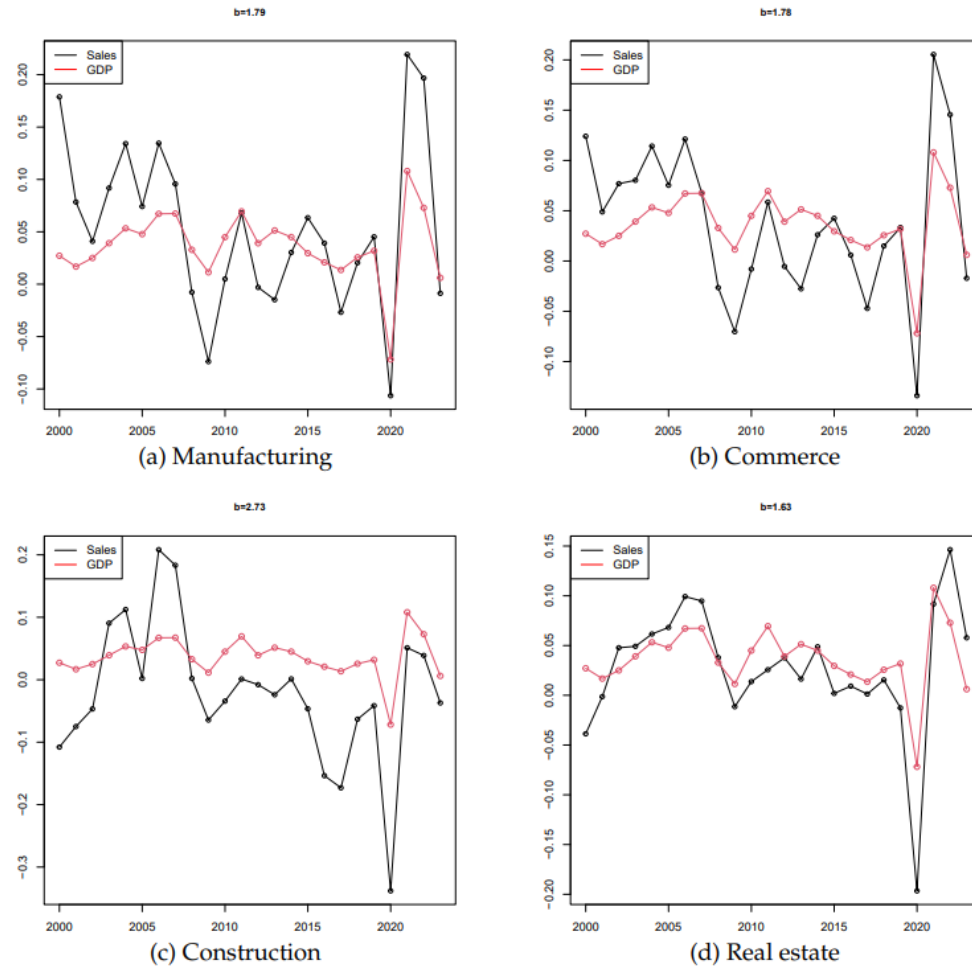 b=1.79
Sales
GDP
0.20
0.15
0.10
0.05
0.00
−0.05
−0.10
2000 2005 2010 2015 2020
(a) Manufacturing
b=1.78
Sales
GDP
0.20
0.15
0.10
0.05
0.00
−0.05
−0.10
2000 2005 2010 2015 2020
(b) Commerce
b=2.73
Sales
GDP
0.2
0.1
0.0
−0.1
−0.2
−0.3
2000 2005 2010 2015 2020
(c) Construction
b=1.63
Sales
GDP
0.15
0.10
0.05
0.00
−0.05
−0.10
−0.15
−0.20
2000 2005 2010 2015 2020
(d) Real estate